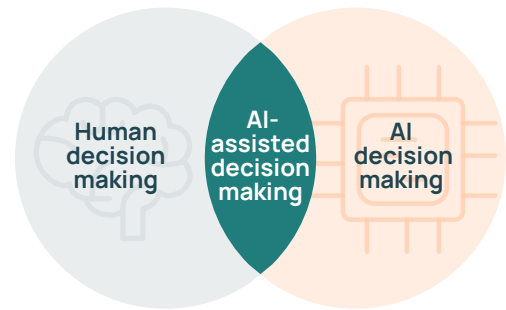 Human
decision
making
AI-
assisted
decision
making
AI
decision
making